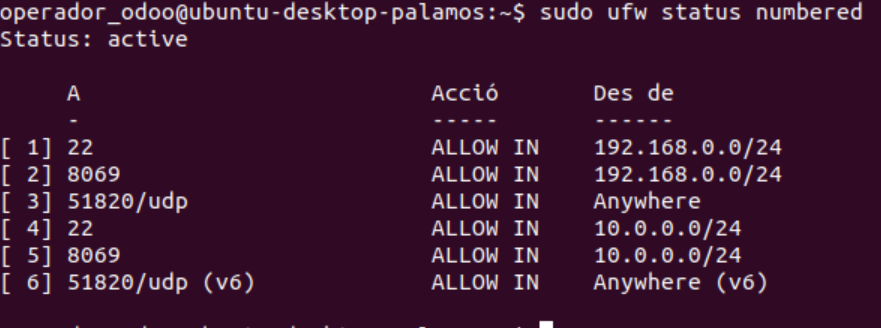 operador_odoo@ubuntu-desktop-palamos:~$ sudo ufw status numbered
Status: active
A Acció Des de
- ----- ------
[ 1] 22 ALLOW IN 192.168.0.0/24
[ 2] 8069 ALLOW IN 192.168.0.0/24
[ 3] 51820/udp ALLOW IN Anywhere
[ 4] 22 ALLOW IN 10.0.0.0/24
[ 5] 8069 ALLOW IN 10.0.0.0/24
[ 6] 51820/udp (v6) ALLOW IN Anywhere (v6)